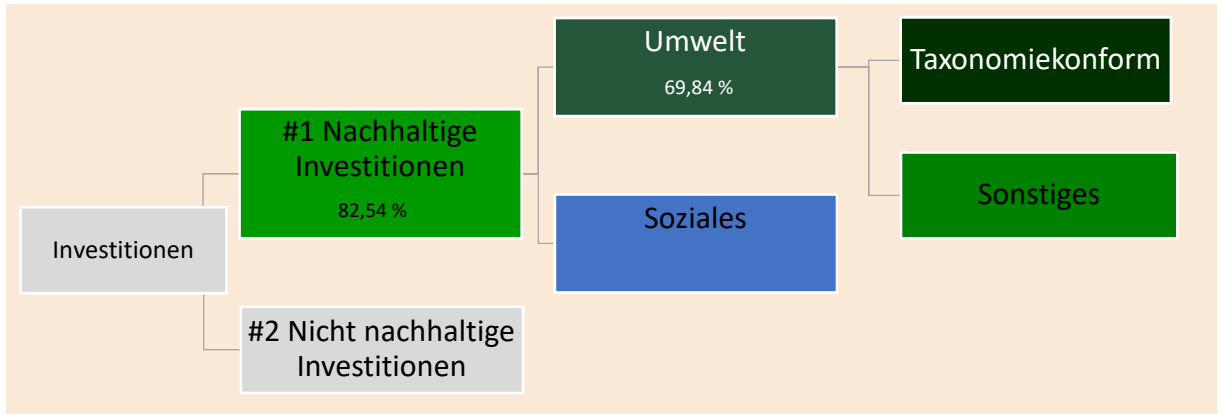 Investitionen
#1 Nachhaltige
Investitionen
82,54 %
#2 Nicht nachhaltige
Investitionen
Umwelt
69,84 %
Soziales
Taxonomiekonform
Sonstiges